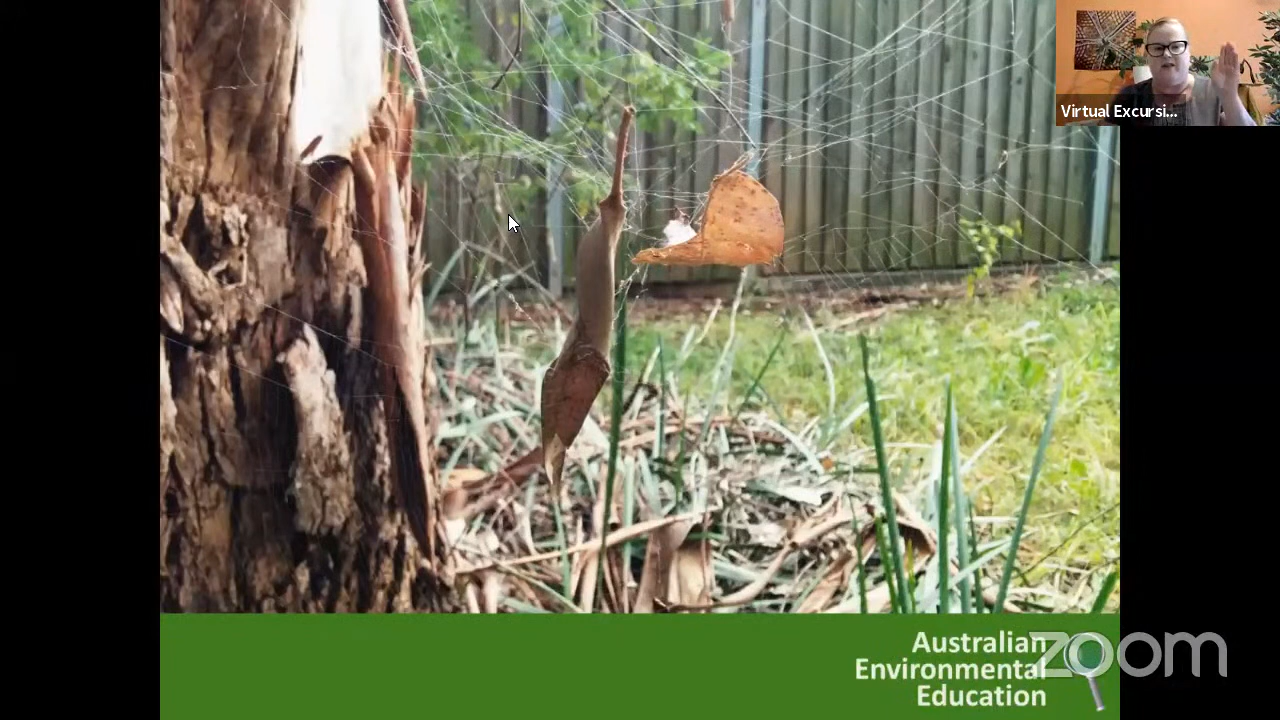 Virtual Excursi...
Australian
Environmental
Education
zoom